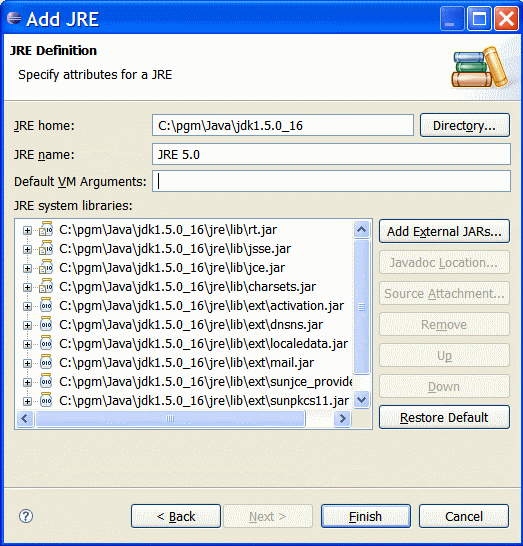 Add JRE
JRE Definition
Specify attributes for a JRE
JRE home: C:\pgm\Java\jdk1.5.0_16 Directory...
JRE name: JRE 5.0
Default VM Arguments:
JRE system libraries:
C:\pgm\Java\jdk1.5.0_16\jre\lib\rt.jar
C:\pgm\Java\jdk1.5.0_16\jre\lib\jsse.jar
C:\pgm\Java\jdk1.5.0_16\jre\lib\jce.jar
C:\pgm\Java\jdk1.5.0_16\jre\lib\charsets.jar
C:\pgm\Java\jdk1.5.0_16\jre\lib\ext\activation.jar
C:\pgm\Java\jdk1.5.0_16\jre\lib\ext\dnsns.jar
C:\pgm\Java\jdk1.5.0_16\jre\lib\ext\localedata.jar
C:\pgm\Java\jdk1.5.0_16\jre\lib\ext\mail.jar
C:\pgm\Java\jdk1.5.0_16\jre\lib\ext\sunjce_provide
C:\pgm\Java\jdk1.5.0_16\jre\lib\ext\sunpkcs11.jar
Add External JARs...
Javadoc Location...
Source Attachment...
Remove
Up
Down
Restore Default
? < Back Next > Finish Cancel